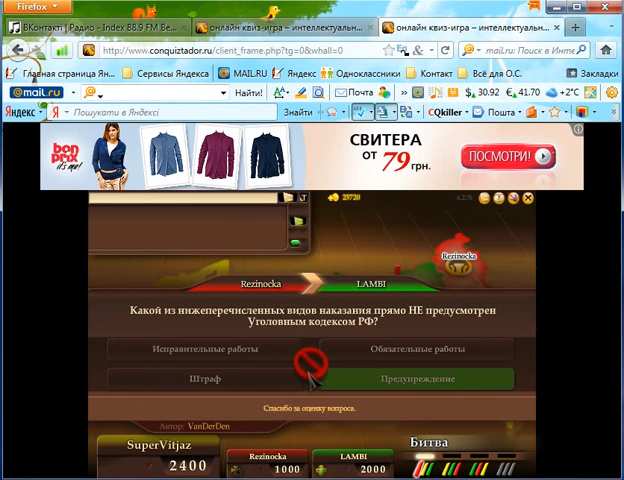 Firefox
ВКонтакті | Радио - Index 88.9 FM Be...
онлайн квиз-игра – интеллектуальн...
онлайн квиз-игра – интеллектуальн...
http://www.conquiztador.ru/client_frame.php?tg=0&whall=0
mail.ru: Поиск в Инте
Главная страница Ян...
Сервисы Яндекса
@MAIL.RU
Яндекс
Одноклассники
Контакт
Всё для О.С.
Закладки
@mail.ru
Найти!
Почта
$ 30.92
€ 41.70
+2°C
Яндекс
Пошукати в Яндексі
Знайти
CQkiller
Пошта
bon prix
it's me!
СВИТЕРА
ОТ 79 грн.
ПОСМОТРИ!
25720
6.2.76
Rezinocka
Rezinocka
LAMBI
Какой из нижеперечисленных видов наказания прямо НЕ предусмотрен
Уголовным кодексом РФ?
Исправительные работы
Обязательные работы
Штраф
Предупреждение
Спасибо за оценку вопроса.
Автор: VanDerDen
SuperVitjaz
2400
Rezinocka
1000
LAMBI
2000
Битва